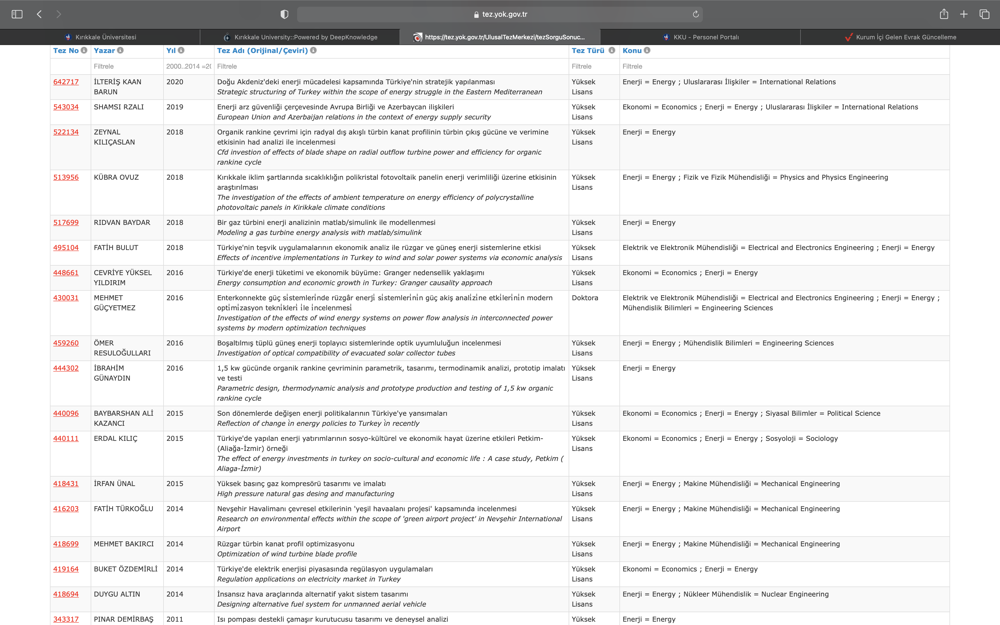 tez.yok.gov.tr
Kırıkkale Üniversitesi
Kırıkkale University::Powered by DeepKnowledge
https://tez.yok.gov.tr/UlusalTezMerkezi/tezSorguSonuc...
KKU - Personel Portalı
Kurum İçi Gelen Evrak Güncelleme
Tez No Yazar Yıl Tez Adı (Orijinal/Çeviri) Tez Türü Konu
Filtrele 2000..2014 =20 Filtrele Filtrele Filtrele
642717 İLTERİŞ KAAN 2020 Doğu Akdeniz'deki enerji mücadelesi kapsamında Türkiye'nin stratejik yapılanması Yüksek Enerji = Energy ; Uluslararası İlişkiler = International Relations
BARUN Strategic structuring of Turkey within the scope of energy struggle in the Eastern Mediterranean Lisans
543034 SHAMSI RZALI 2019 Enerji arz güvenliği çerçevesinde Avrupa Birliği ve Azerbaycan ilişkileri Yüksek Ekonomi = Economics ; Enerji = Energy ; Uluslararası İlişkiler = International Relations
European Union and Azerbaijan relations in the context of energy supply security Lisans
522134 ZEYNAL 2018 Organik rankine çevrimi için radyal dış akışlı türbin kanat profilinin türbin çıkış gücüne ve verimine Yüksek Enerji = Energy
KILIÇASLAN etkisinin had analizi ile incelenmesi Lisans
Cfd investion of effects of blade shape on radial outflow turbine power and efficiency for organic
rankine cycle
513956 KÜBRA OVUZ 2018 Kırıkkale iklim şartlarında sıcaklıklığın polikristal fotovoltaik panelin enerji verimliliği üzerine etkisinin Yüksek Enerji = Energy ; Fizik ve Fizik Mühendisliği = Physics and Physics Engineering
araştırılması Lisans
The investigation of the effects of ambient temperature on energy efficiency of polycrystalline
photovoltaic panels in Kirikkale climate conditions
517699 RIDVAN BAYDAR 2018 Bir gaz türbini enerji analizinin matlab/simulink ile modellenmesi Yüksek Enerji = Energy
Modeling a gas turbine energy analysis with matlab/simulink Lisans
495104 FATİH BULUT 2018 Türkiye'nin teşvik uygulamalarının ekonomik analiz ile rüzgar ve güneş enerji sistemlerine etkisi Yüksek Elektrik ve Elektronik Mühendisliği = Electrical and Electronics Engineering ; Enerji = Energy
Effects of incentive implementations in Turkey to wind and solar power systems via economic analysis Lisans
448661 CEVRİYE YÜKSEL 2016 Türkiye'de enerji tüketimi ve ekonomik büyüme: Granger nedensellik yaklaşımı Yüksek Ekonomi = Economics ; Enerji = Energy
YILDIRIM Energy consumption and economic growth in Turkey: Granger causality approach Lisans
430031 MEHMET 2016 Enterkonnekte güç si̇stemleri̇nde rüzgâr enerji̇ si̇stemleri̇ni̇n güç akiş anali̇zi̇ne etki̇leri̇ni̇n modern Doktora Elektrik ve Elektronik Mühendisliği = Electrical and Electronics Engineering ; Enerji = Energy ;
GÜÇYETMEZ opti̇mi̇zasyon tekni̇kleri̇ i̇le i̇ncelenmesi̇ Mühendislik Bilimleri = Engineering Sciences
Investigation of the effects of wind energy systems on power flow analysis in interconnected power
systems by modern optimization techniques
459260 ÖMER 2016 Boşaltılmış tüplü güneş enerji toplayıcı sistemlerinde optik uyumluluğun incelenmesi Yüksek Enerji = Energy ; Mühendislik Bilimleri = Engineering Sciences
RESULOĞULLARI Investigation of optical compatibility of evacuated solar collector tubes Lisans
444302 İBRAHİM 2016 1,5 kw gücünde organik rankine çevriminin parametrik, tasarımı, termodinamik analizi, prototip imalatı Yüksek Enerji = Energy
GÜNAYDIN ve testi Lisans
Parametric design, thermodynamic analysis and prototype production and testing of 1,5 kw organic
rankine cycle
440096 BAYBARSHAN ALİ 2015 Son dönemlerde değişen enerji politikalarının Türkiye'ye yansımaları Yüksek Ekonomi = Economics ; Enerji = Energy ; Siyasal Bilimler = Political Science
KAZANCI Reflection of change i̇n energy policies to Turkey i̇n recently Lisans
440111 ERDAL KILIÇ 2015 Türkiye'de yapılan enerji yatırımlarının sosyo-kültürel ve ekonomik hayat üzerine etkileri Petkim- Yüksek Ekonomi = Economics ; Enerji = Energy ; Sosyoloji = Sociology
(Aliağa-İzmir) örneği Lisans
The effect of energy investments in turkey on socio-cultural and economic life : A case study, Petkim (
Aliaga-İzmir)
418431 İRFAN ÜNAL 2015 Yüksek basınç gaz kompresörü tasarımı ve imalatı Yüksek Enerji = Energy ; Makine Mühendisliği = Mechanical Engineering
High pressure natural gas desing and manufacturing Lisans
416203 FATİH TÜRKOĞLU 2014 Nevşehir Havalimanı çevresel etkilerinin 'yeşil havaalanı projesi' kapsamında incelenmesi Yüksek Enerji = Energy ; Makine Mühendisliği = Mechanical Engineering
Research on environmental effects within the scope of 'green airport project' in Nevşehir International Lisans
Airport
418699 MEHMET BAKIRCI 2014 Rüzgar türbin kanat profil optimizasyonu Yüksek Enerji = Energy ; Makine Mühendisliği = Mechanical Engineering
Optimization of wind turbine blade profile Lisans
419164 BUKET ÖZDEMİRLİ 2014 Türkiye'de elektrik enerjisi piyasasında regülasyon uygulamaları Yüksek Ekonomi = Economics ; Enerji = Energy
Regulation applications on electricity market in Turkey Lisans
418694 DUYGU ALTIN 2014 İnsansız hava araçlarında alternatif yakıt sistem tasarımı Yüksek Enerji = Energy ; Nükleer Mühendislik = Nuclear Engineering
Designing alternative fuel system for unmanned aerial vehicle Lisans
343317 PINAR DEMİRBAŞ 2011 Isı pompası destekli çamaşır kurutucusu tasarımı ve deneysel analizi Yüksek Enerji = Energy